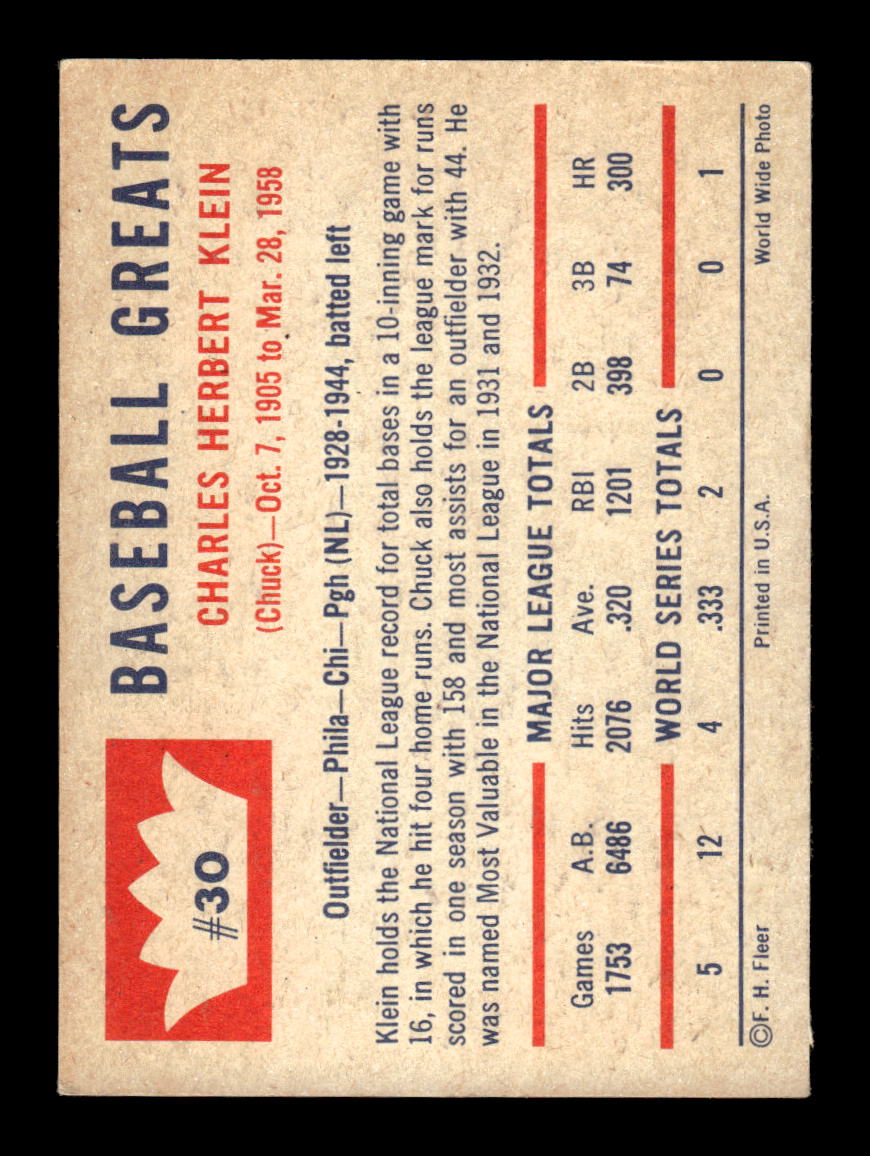 #30
BASEBALL GREATS
CHARLES HERBERT KLEIN
(Chuck)—Oct. 7, 1905 to Mar. 28, 1958
Outfielder—Phila—Chi—Pgh (NL)—1928-1944, batted left
Klein holds the National League record for total bases in a 10-inning game with
16, in which he hit four home runs. Chuck also holds the league mark for runs
scored in one season with 158 and most assists for an outfielder with 44. He
was named Most Valuable in the National League in 1931 and 1932.
MAJOR LEAGUE TOTALS
Games A.B. Hits Ave. RBI 2B 3B HR
1753 6486 2076 .320 1201 398 74 300
WORLD SERIES TOTALS
5 12 4 .333 2 0 0 1
©F. H. Fleer Printed in U.S.A. World Wide Photo